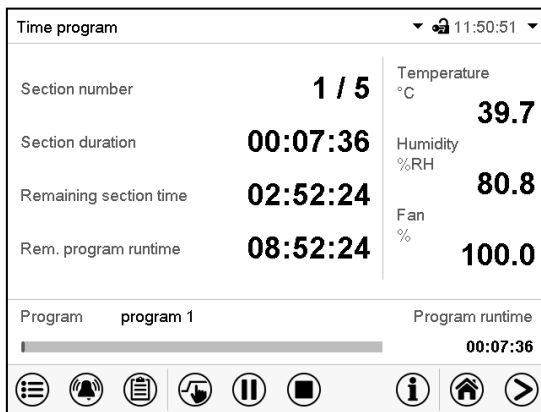 Time program 11:50:51
Section number 1 / 5
Section duration 00:07:36
Remaining section time 02:52:24
Rem. program runtime 08:52:24
Temperature
°C
39.7
Humidity
%RH
80.8
Fan
%
100.0
Program program 1 Program runtime
00:07:36